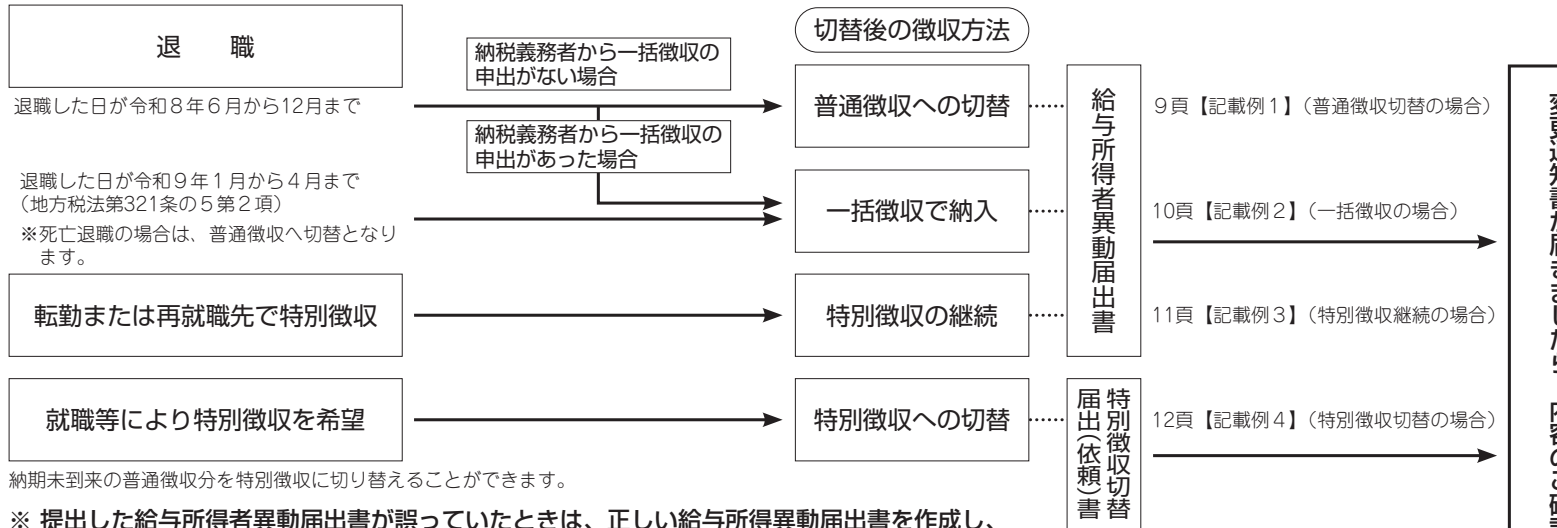 退　職
切替後の徴収方法
納税義務者から一括徴収の
申出がない場合
退職した日が令和８年６月から12月まで
普通徴収への切替
給与所得者異動届出書
９頁【記載例１】（普通徴収切替の場合）
納税義務者から一括徴収の
申出があった場合
退職した日が令和９年１月から４月まで
（地方税法第321条の５第２項）
※死亡退職の場合は、普通徴収へ切替となり
ます。
一括徴収で納入
10頁【記載例２】（一括徴収の場合）
転勤または再就職先で特別徴収
特別徴収の継続
11頁【記載例３】（特別徴収継続の場合）
就職等により特別徴収を希望
特別徴収への切替
特別徴収切替
届出（依頼）書
12頁【記載例４】（特別徴収切替の場合）
納期未到来の普通徴収分を特別徴収に切り替えることができます。
※ 提出した給与所得者異動届出書が誤っていたときは、正しい給与所得異動届出書を作成し、